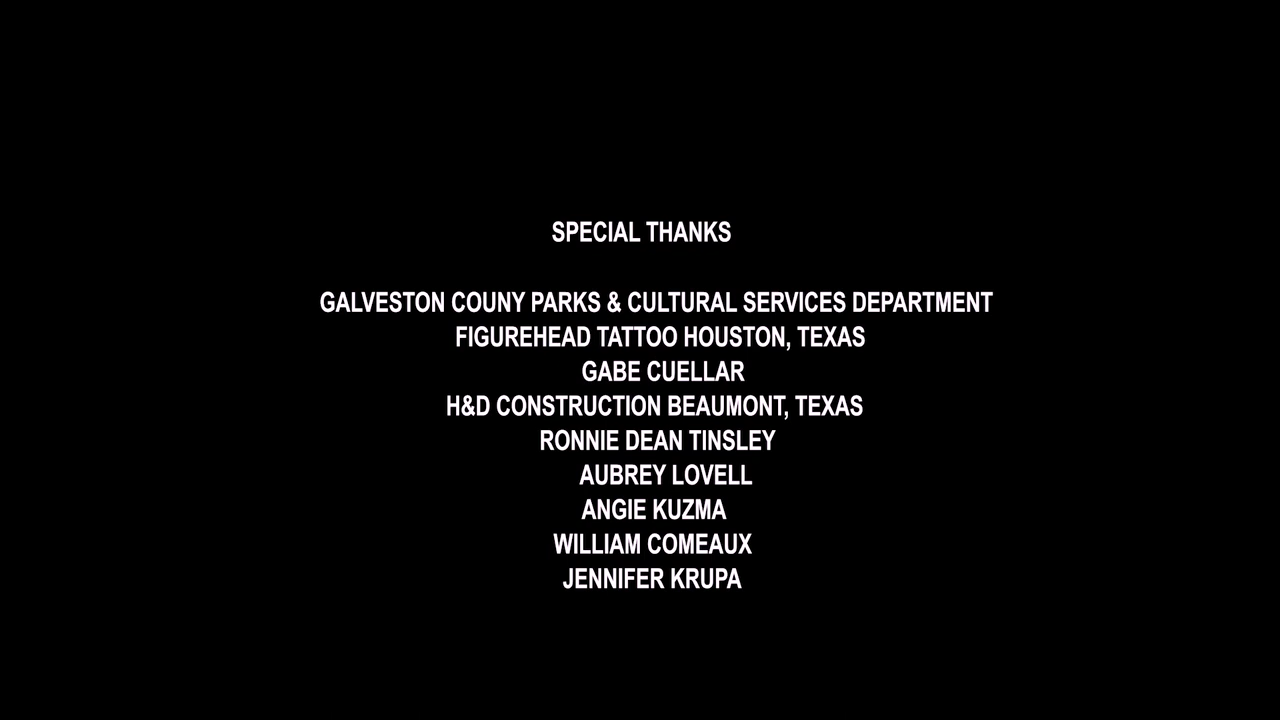 SPECIAL THANKS
GALVESTON COUNY PARKS & CULTURAL SERVICES DEPARTMENT
FIGUREHEAD TATTOO HOUSTON, TEXAS
GABE CUELLAR
H&D CONSTRUCTION BEAUMONT, TEXAS
RONNIE DEAN TINSLEY
AUBREY LOVELL
ANGIE KUZMA
WILLIAM COMEAUX
JENNIFER KRUPA